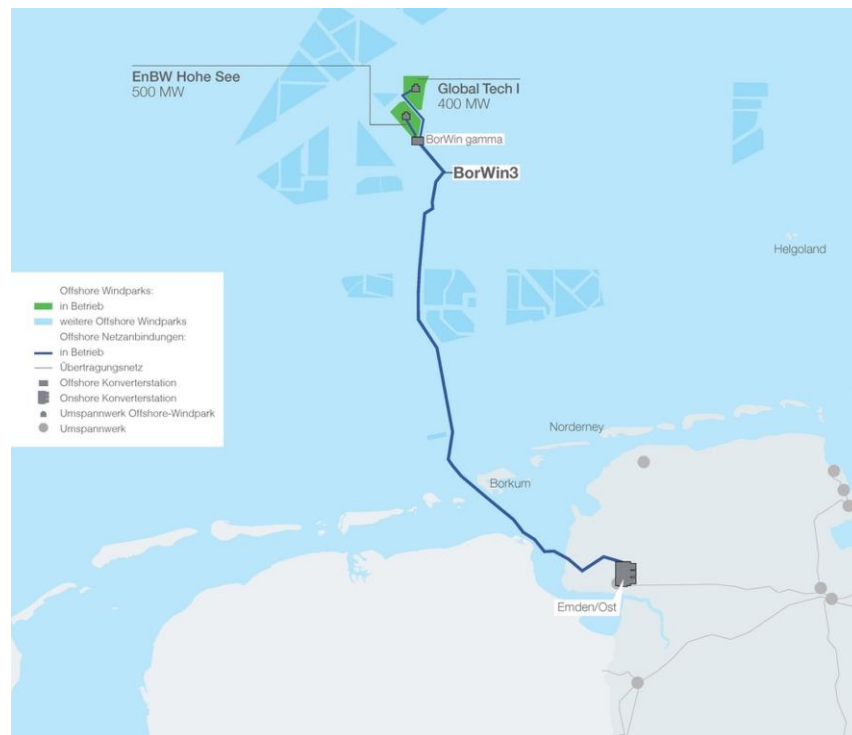 EnBW Hohe See
500 MW
Global Tech I
400 MW
BorWin gamma
BorWin3
Helgoland
Offshore Windparks:
in Betrieb
weitere Offshore Windparks
Offshore Netzanbindungen:
in Betrieb
Übertragungsnetz
Offshore Konverterstation
Onshore Konverterstation
Umspannwerk Offshore-Windpark
Umspannwerk
Norderney
Borkum
Emden/Ost